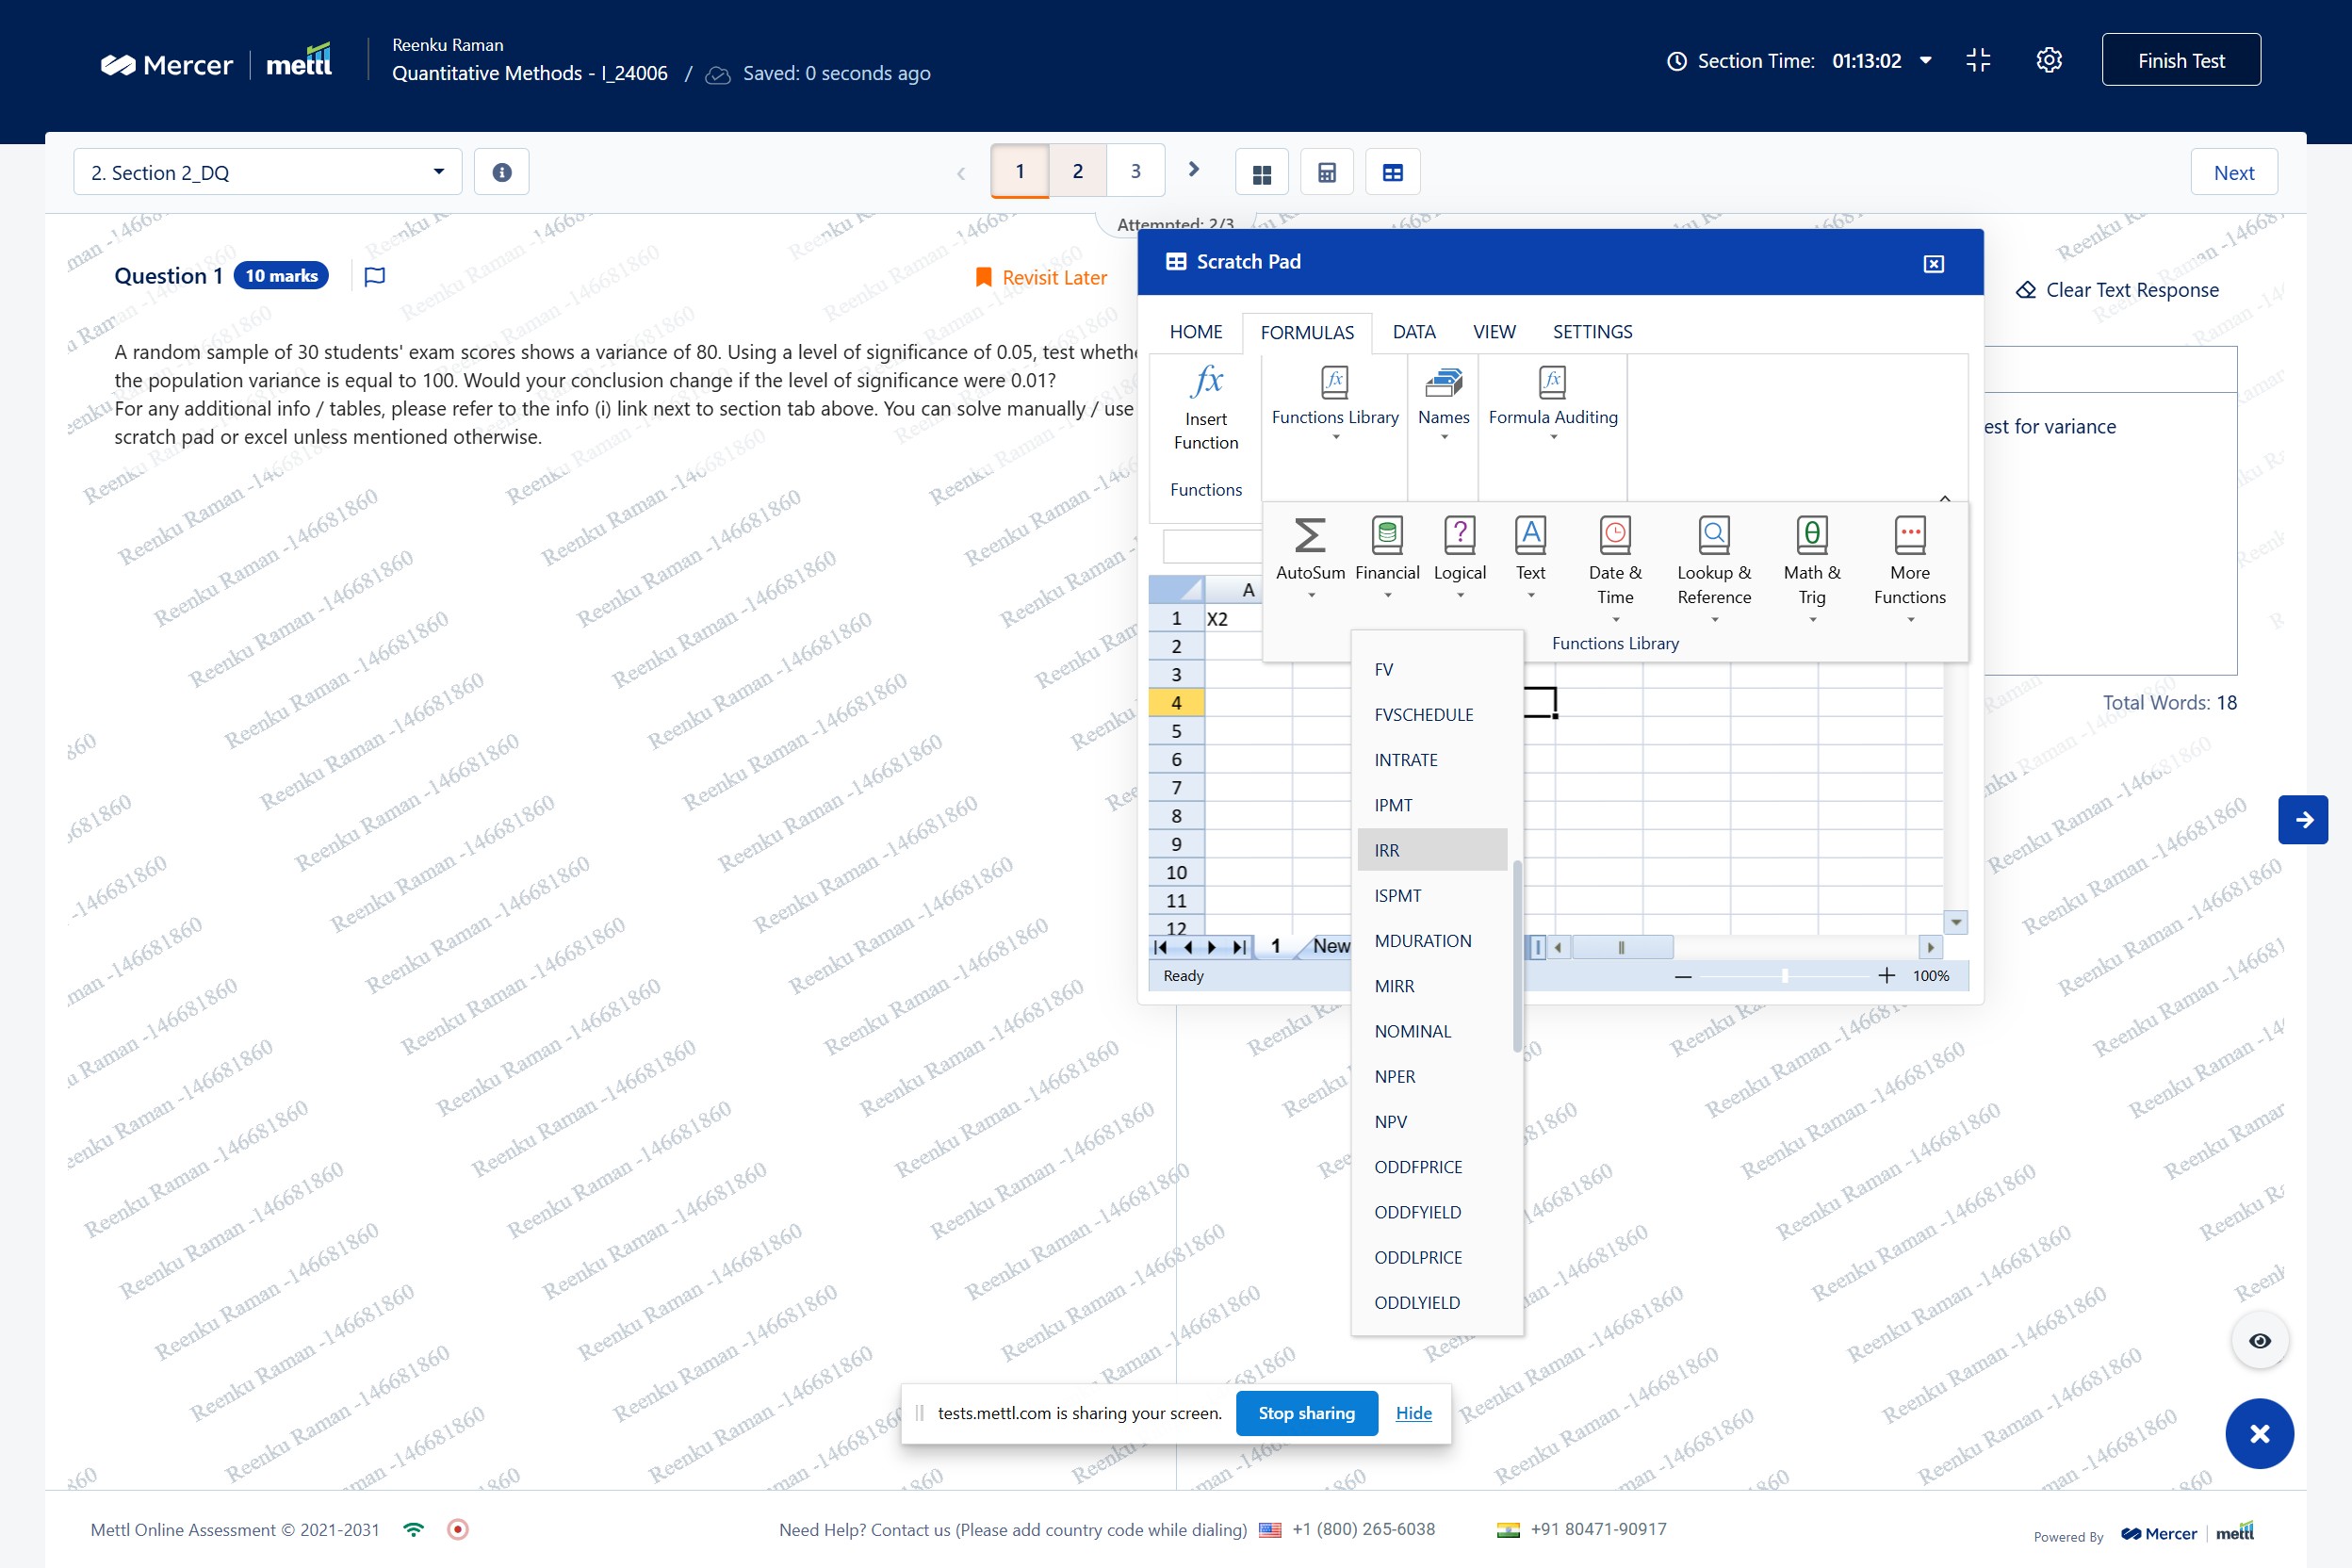 Mercer | mettl
Reenku Raman
Quantitative Methods - I_24006 / Saved: 0 seconds ago
Section Time: 01:13:02
Finish Test
2. Section 2_DQ
1 2 3
Next
Attempted: 2/3
Question 1 10 marks
Revisit Later
Clear Text Response
A random sample of 30 students' exam scores shows a variance of 80. Using a level of significance of 0.05, test
the population variance is equal to 100. Would your conclusion change if the level of significance were 0.01?
For any additional info / tables, please refer to the info (i) link next to section tab above. You can solve manually / use
scratch pad or excel unless mentioned otherwise.
for variance
Total Words: 18
Scratch Pad
HOME FORMULAS DATA VIEW SETTINGS
Insert Function
Functions
Functions Library
Names
Formula Auditing
AutoSum
Financial
Logical
Text
Date & Time
Lookup & Reference
Math & Trig
More Functions
Functions Library
A
1 X2
2
3
4
5
6
7
8
9
10
11
12
FV
FVSCHEDULE
INTRATE
IPMT
IRR
ISPMT
MDURATION
MIRR
NOMINAL
NPER
NPV
ODDFPRICE
ODDFYIELD
ODDLPRICE
ODDLYIELD
1 New
Ready
100%
Reenku Raman -146681860
tests.mettl.com is sharing your screen. Stop sharing Hide
Mettl Online Assessment © 2021-2031
Need Help? Contact us (Please add country code while dialing) +1 (800) 265-6038 +91 80471-90917
Powered By Mercer | mettl